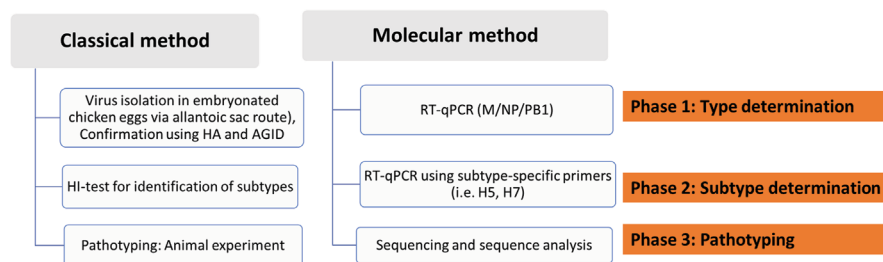 Classical method
Virus isolation in embryonated
chicken eggs via allantoic sac route),
Confirmation using HA and AGID
HI-test for identification of subtypes
Pathotyping: Animal experiment
Molecular method
RT-qPCR (M/NP/PB1)
RT-qPCR using subtype-specific primers
(i.e. H5, H7)
Sequencing and sequence analysis
Phase 1: Type determination
Phase 2: Subtype determination
Phase 3: Pathotyping